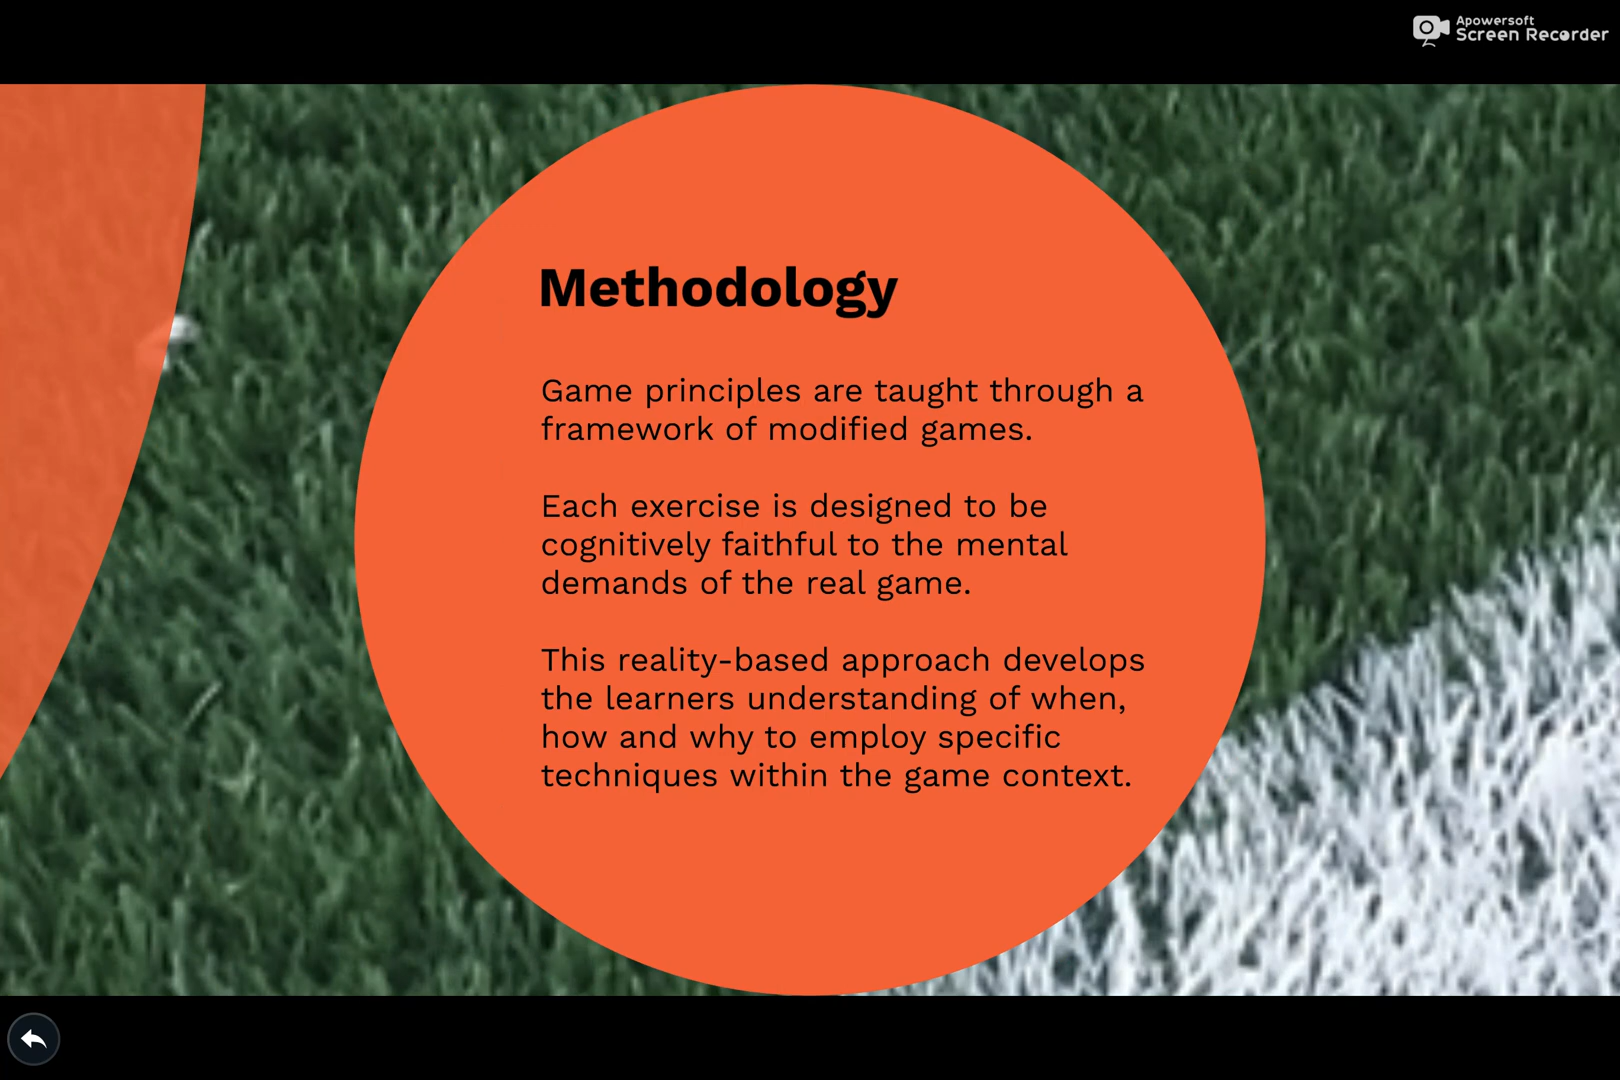 Apowersoft
Screen Recorder
Methodology
Game principles are taught through a
framework of modified games.
Each exercise is designed to be
cognitively faithful to the mental
demands of the real game.
This reality-based approach develops
the learners understanding of when,
how and why to employ specific
techniques within the game context.